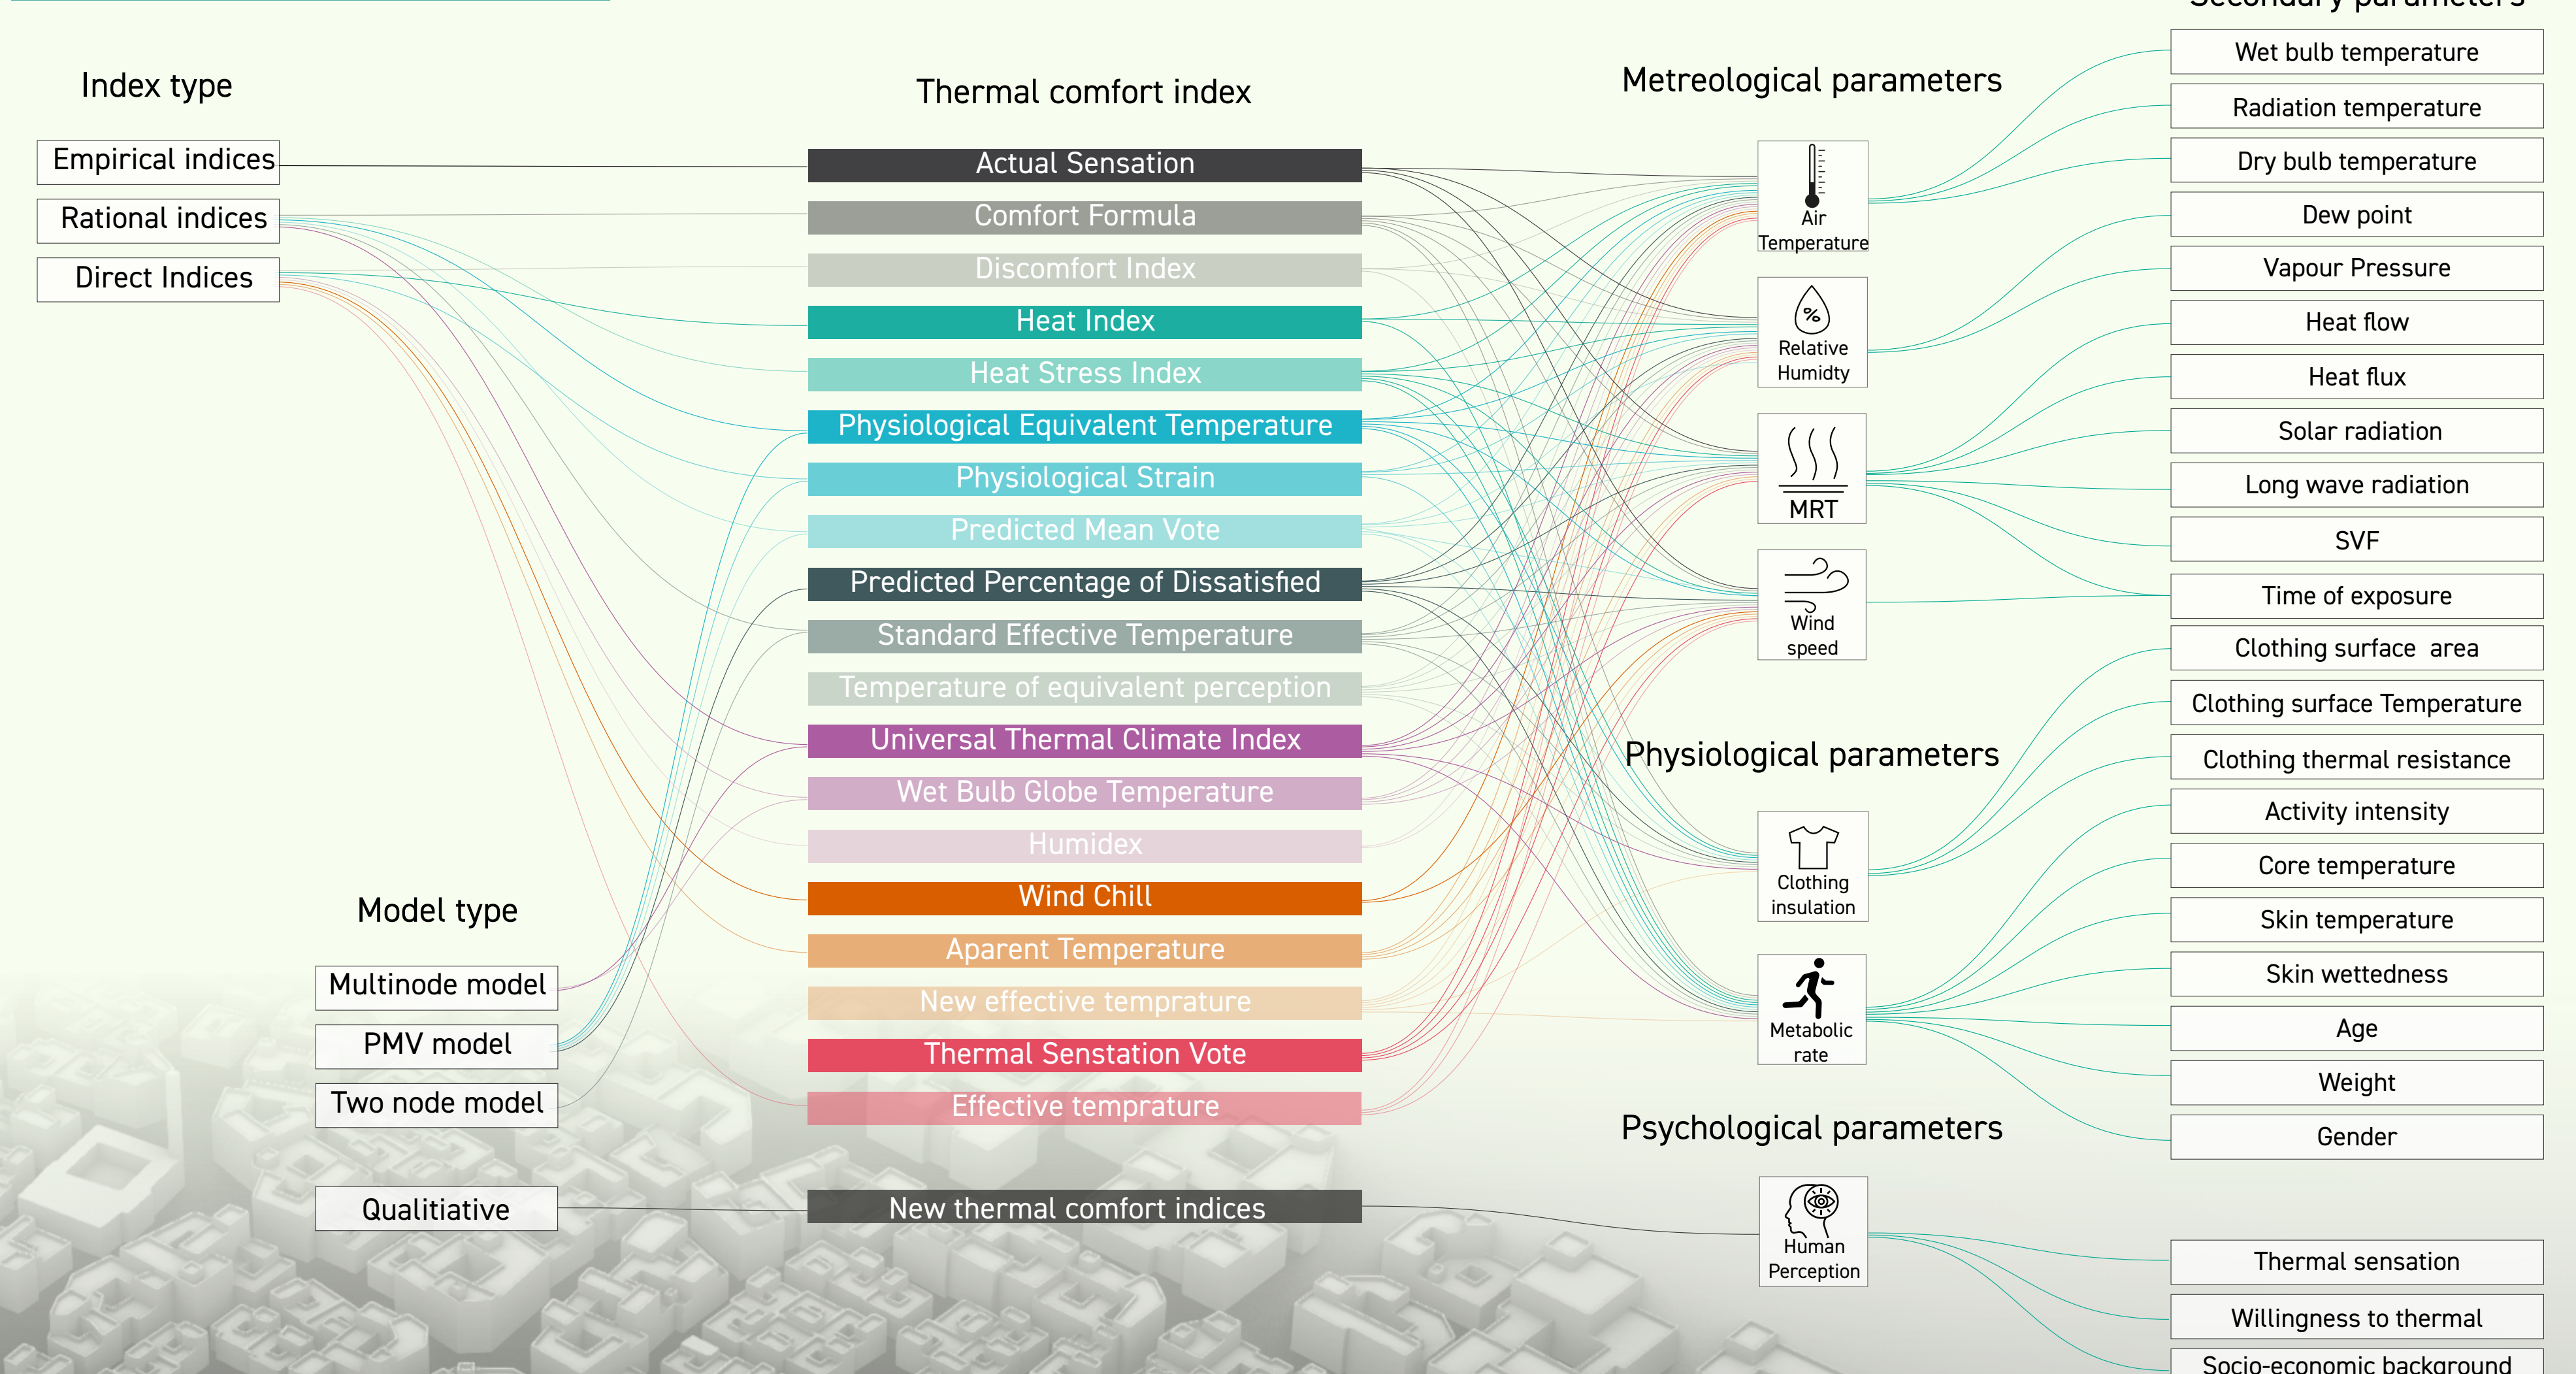 Secondary parameters
Index type
Empirical indices
Rational indices
Direct Indices
Model type
Multinode model
PMV model
Two node model
Qualitiative
Thermal comfort index
Actual Sensation
Comfort Formula
Discomfort Index
Heat Index
Heat Stress Index
Physiological Equivalent Temperature
Physiological Strain
Predicted Mean Vote
Predicted Percentage of Dissatisfied
Standard Effective Temperature
Temperature of equivalent perception
Universal Thermal Climate Index
Wet Bulb Globe Temperature
Humidex
Wind Chill
Aparent Temperature
New effective temprature
Thermal Senstation Vote
Effective temprature
New thermal comfort indices
Metreological parameters
Air
Temperature
%
Relative
Humidty
MRT
Wind
speed
Physiological parameters
Clothing
insulation
Metabolic
rate
Psychological parameters
Human
Perception
Wet bulb temperature
Radiation temperature
Dry bulb temperature
Dew point
Vapour Pressure
Heat flow
Heat flux
Solar radiation
Long wave radiation
SVF
Time of exposure
Clothing surface area
Clothing surface Temperature
Clothing thermal resistance
Activity intensity
Core temperature
Skin temperature
Skin wettedness
Age
Weight
Gender
Thermal sensation
Willingness to thermal
Socio-economic background